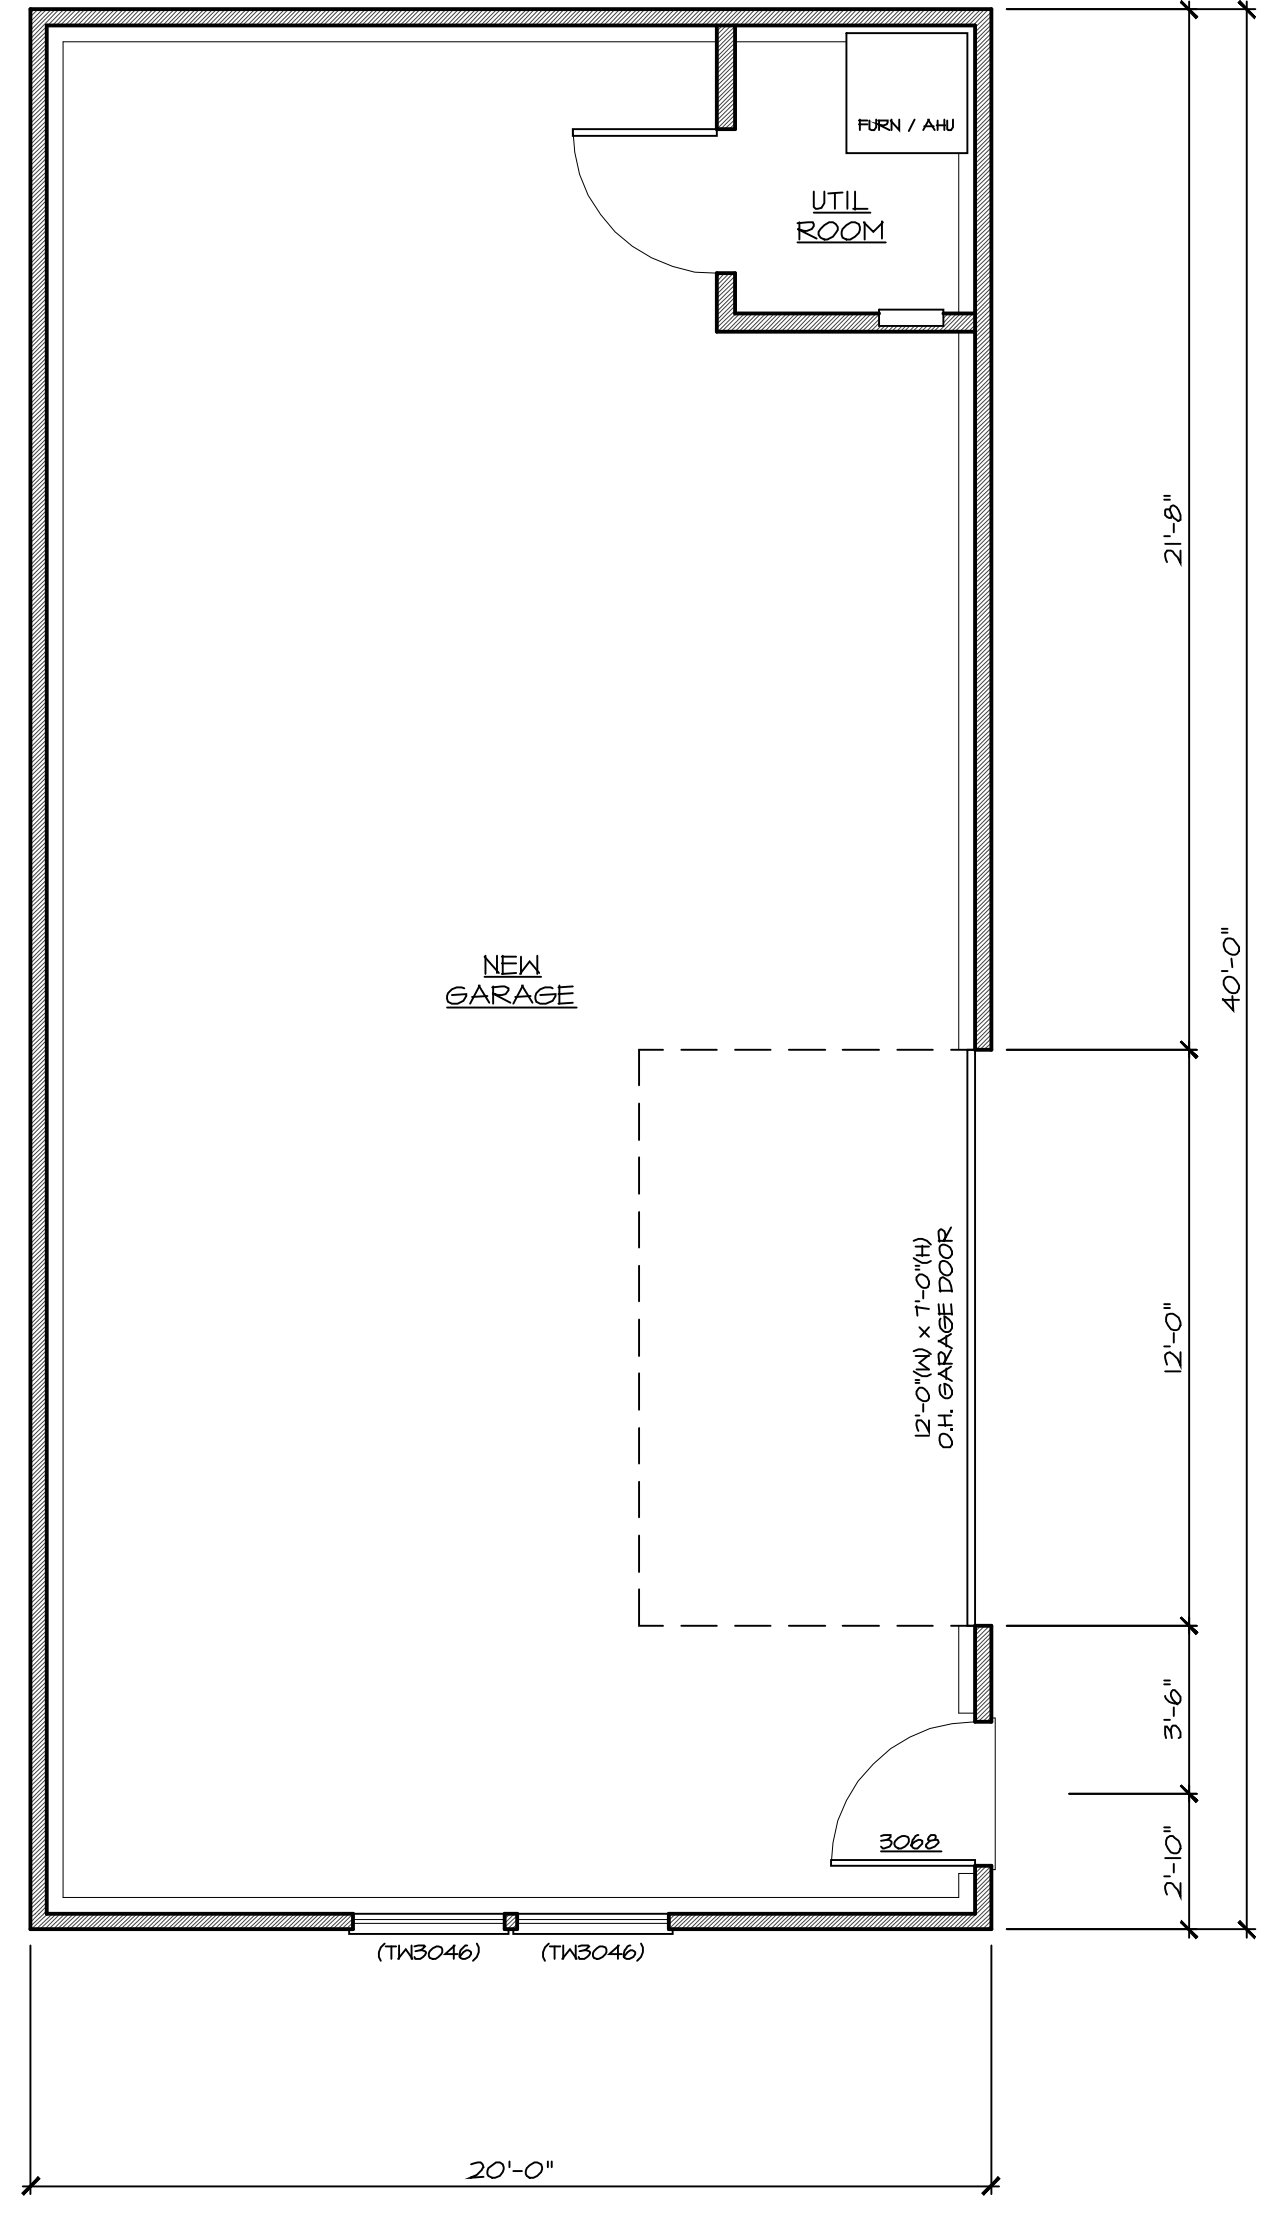 FURN / AHU
UTIL
ROOM
21'-8"
40'-0"
NEW
GARAGE
12'-0"(W) x 7'-0"(H)
O.H. GARAGE DOOR
12'-0"
3'-6"
3068
2'-10"
(TW3046) (TW3046)
20'-0"